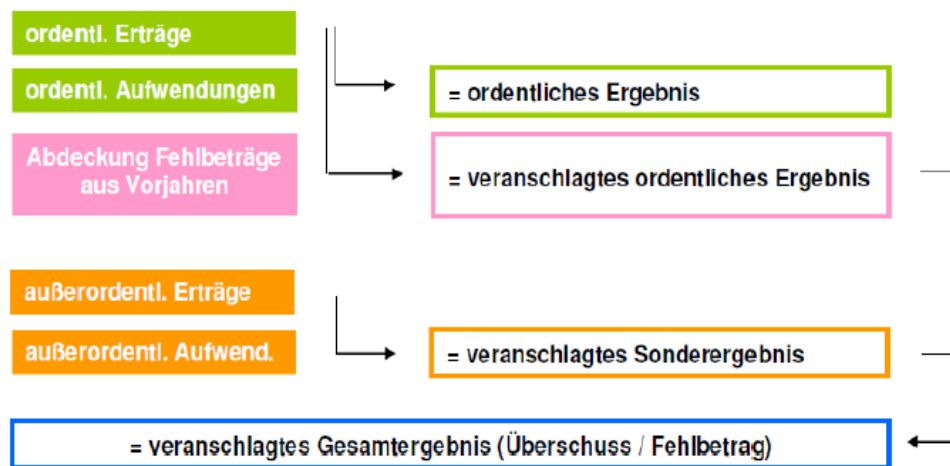 ordentl. Erträge
ordentl. Aufwendungen
= ordentliches Ergebnis
Abdeckung Fehlbeträge
aus Vorjahren
= veranschlagtes ordentliches Ergebnis
außerordentl. Erträge
außerordentl. Aufwend.
= veranschlagtes Sonderergebnis
= veranschlagtes Gesamtergebnis (Überschuss / Fehlbetrag)